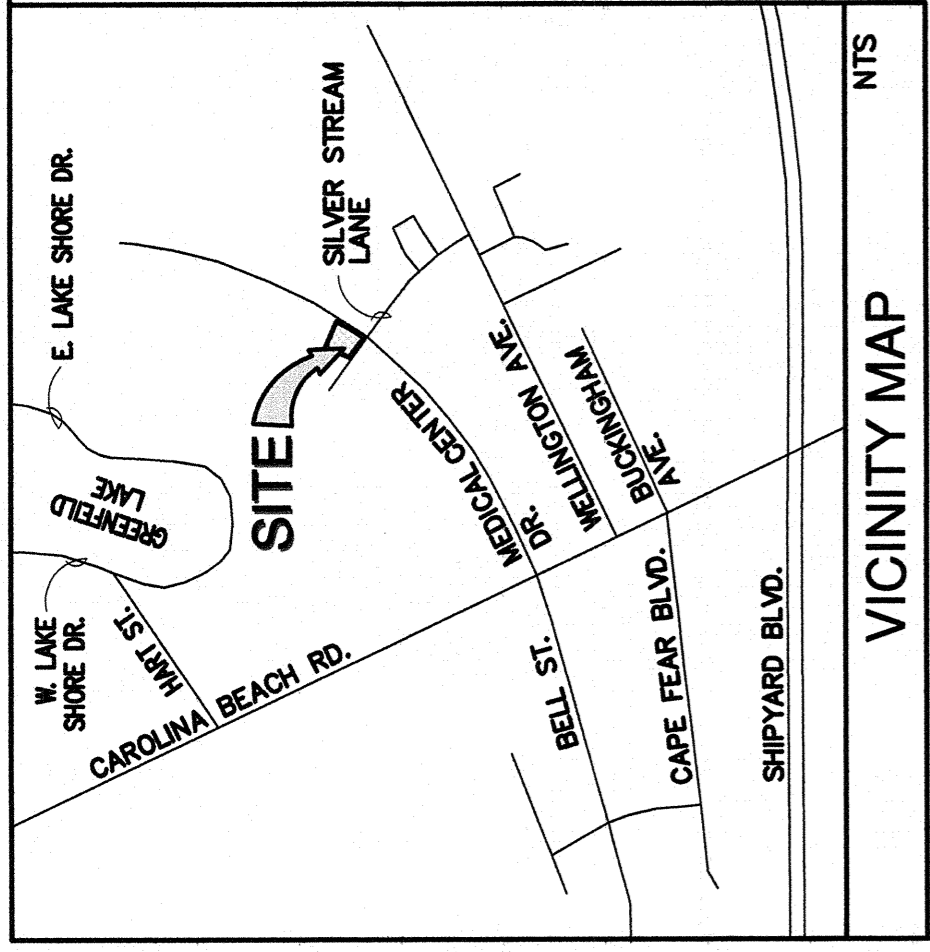 E. LAKE SHORE DR.
W. LAKE
SHORE DR.
GREENFEILD
LAKE
HART ST.
SILVER STREAM
LANE
SITE
CAROLINA BEACH RD.
MEDICAL CENTER
DR.
WELLINGTON AVE.
BUCKINGHAM
AVE.
BELL ST.
CAPE FEAR BLVD.
SHIPYARD BLVD.
VICINITY MAP
NTS